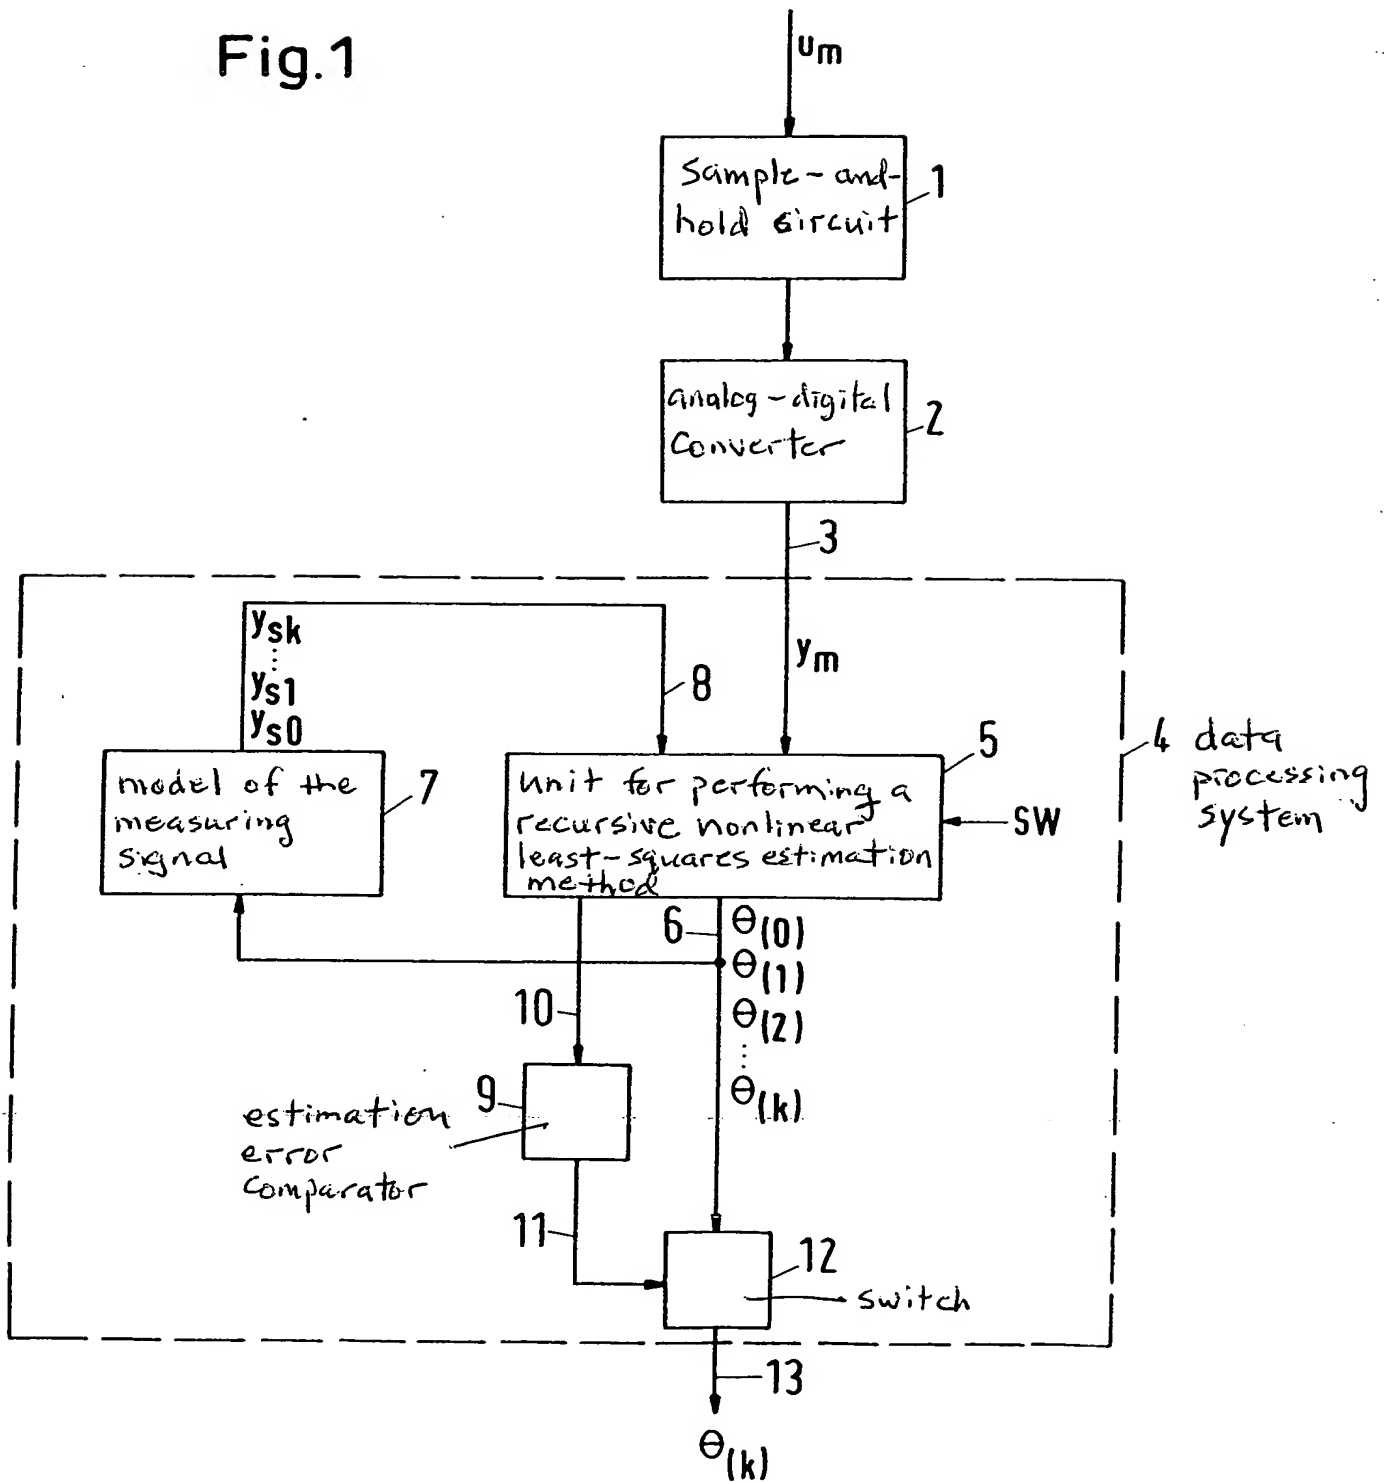 Fig.1
um
Sample-and-
hold circuit
1
analog-digital
Converter
2
3
ysk
ys1
ys0
ym
8
model of the
measuring
signal
7
unit for performing a
recursive nonlinear
least-squares estimation
method
5
SW
4 data
processing
system
6
Θ(0)
Θ(1)
Θ(2)
Θ(k)
10
9
estimation
error
comparator
11
12
switch
13
Θ(k)